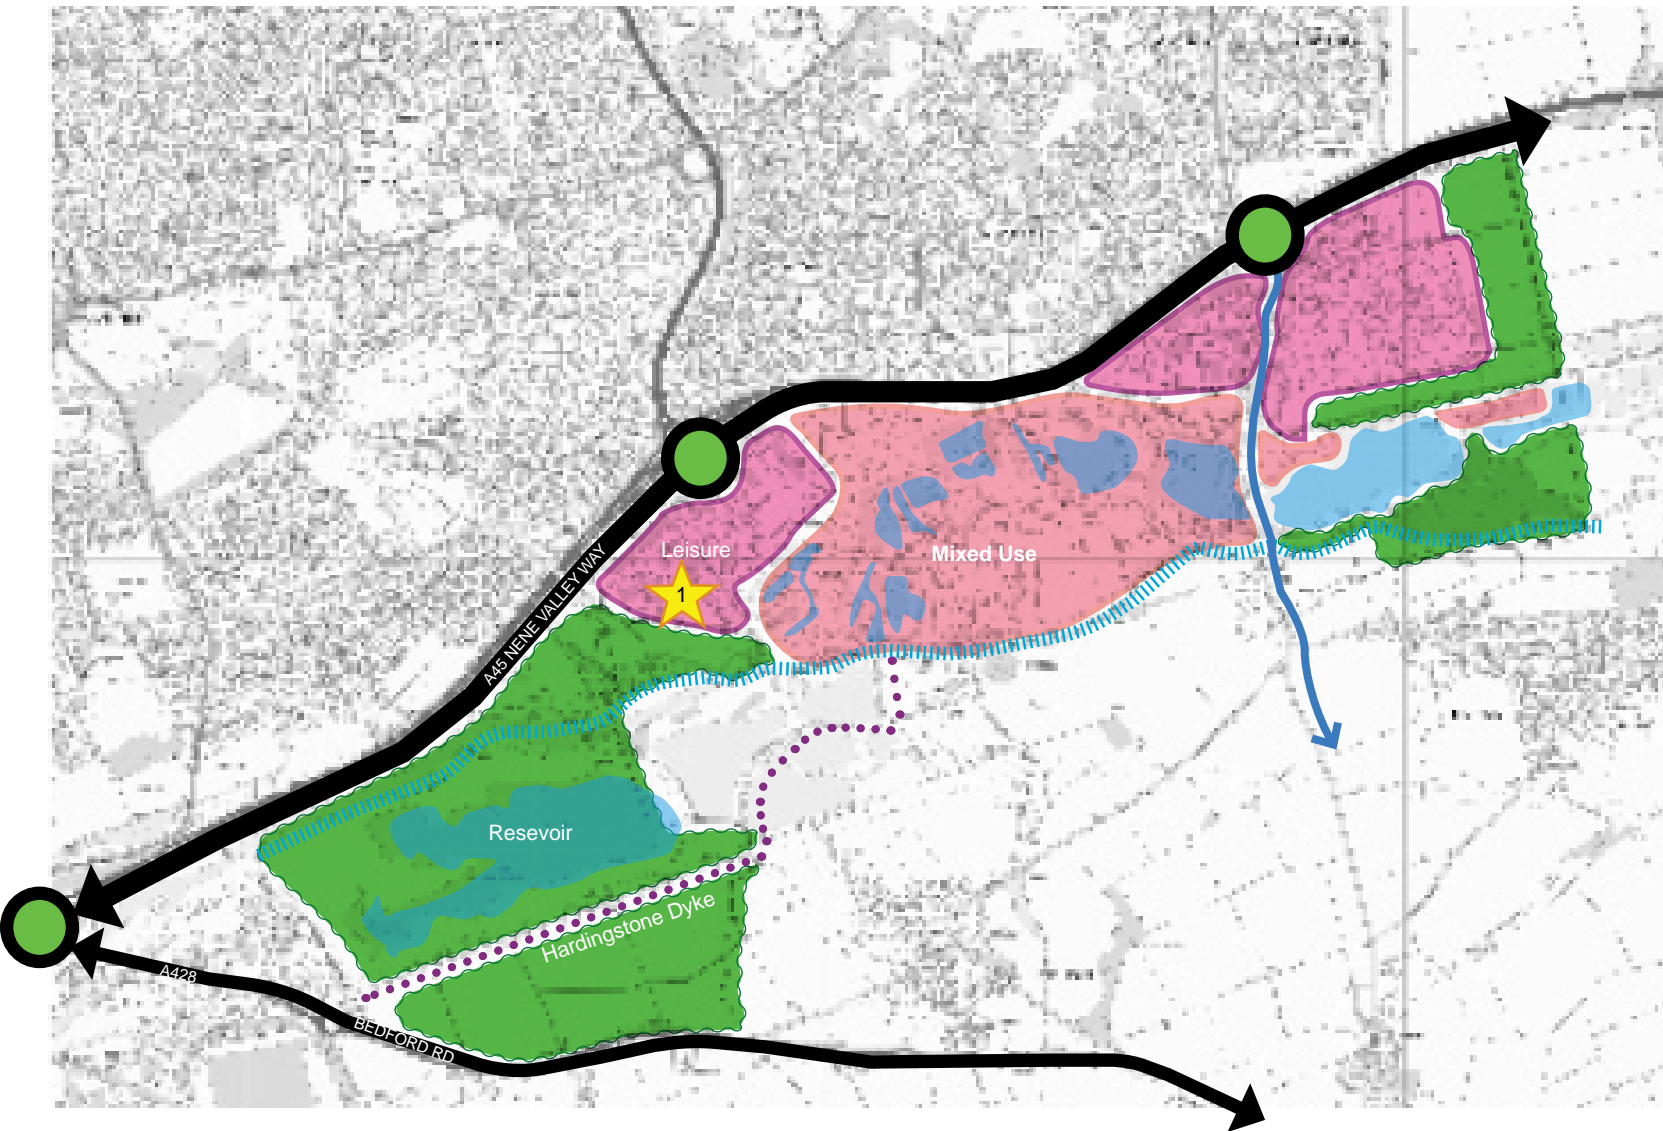 Leisure
1
Mixed Use
A45 NENE VALLEY WAY
Resevoir
Hardingstone Dyke
A428
BEDFORD RD